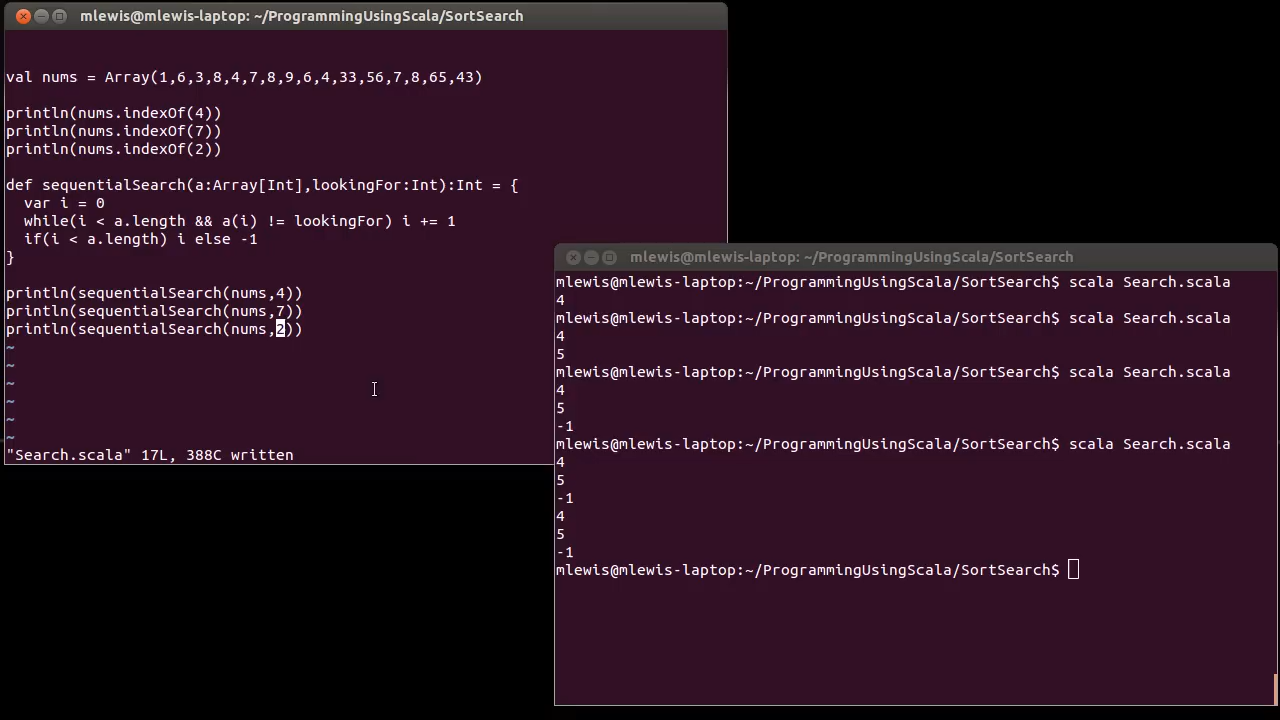 mlewis@mlewis-laptop: ~/ProgrammingUsingScala/SortSearch
val nums = Array(1,6,3,8,4,7,8,9,6,4,33,56,7,8,65,43)
println(nums.indexOf(4))
println(nums.indexOf(7))
println(nums.indexOf(2))
def sequentialSearch(a:Array[Int],lookingFor:Int):Int = {
  var i = 0
  while(i < a.length && a(i) != lookingFor) i += 1
  if(i < a.length) i else -1
}
println(sequentialSearch(nums,4))
println(sequentialSearch(nums,7))
println(sequentialSearch(nums,2))
~
~
~
~
~
~
"Search.scala" 17L, 388C written
mlewis@mlewis-laptop: ~/ProgrammingUsingScala/SortSearch
mlewis@mlewis-laptop:~/ProgrammingUsingScala/SortSearch$ scala Search.scala
4
mlewis@mlewis-laptop:~/ProgrammingUsingScala/SortSearch$ scala Search.scala
4
5
mlewis@mlewis-laptop:~/ProgrammingUsingScala/SortSearch$ scala Search.scala
4
5
-1
mlewis@mlewis-laptop:~/ProgrammingUsingScala/SortSearch$ scala Search.scala
4
5
-1
4
5
-1
mlewis@mlewis-laptop:~/ProgrammingUsingScala/SortSearch$